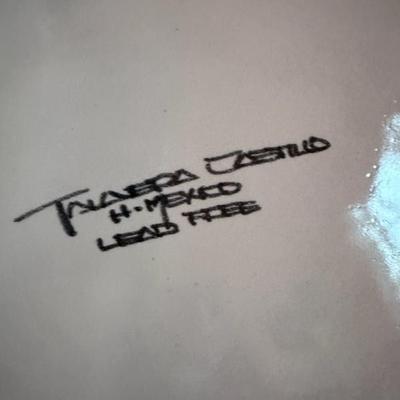 TALAVERA CASTILLO
H. MEXICO
LEAD FREE